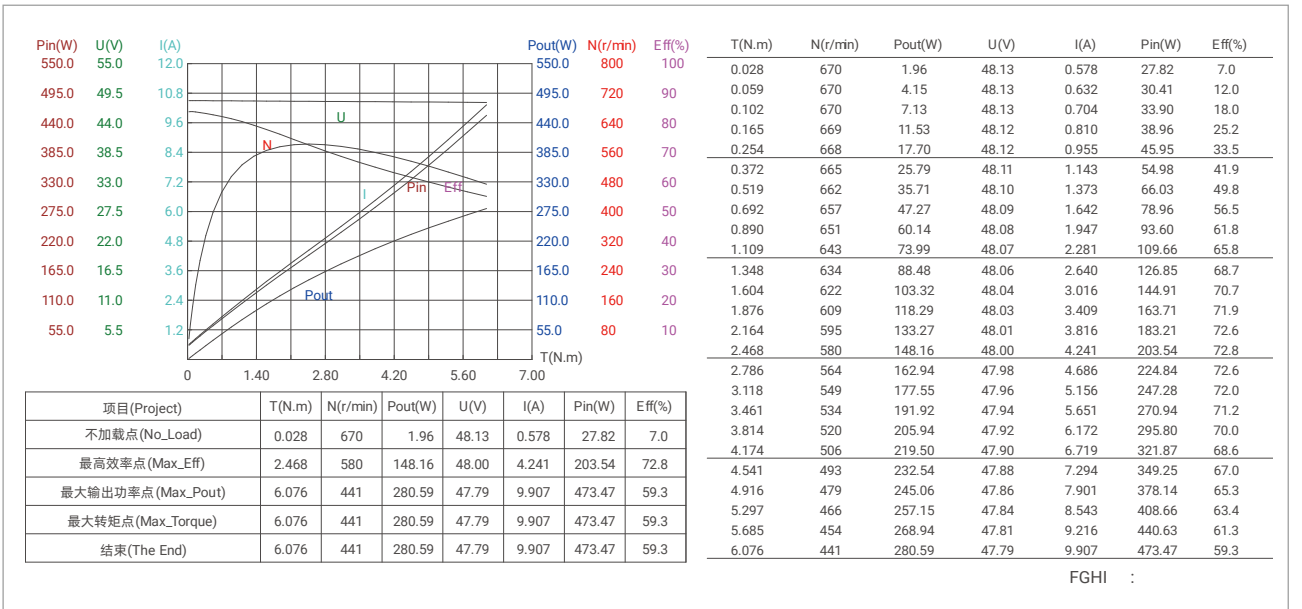 Pin(W) U(V) I(A) Pout(W) N(r/min) Eff(%)
550.0 55.0 12.0 550.0 800 100
495.0 49.5 10.8 495.0 720 90
440.0 44.0 9.6 440.0 640 80
385.0 38.5 8.4 385.0 560 70
330.0 33.0 7.2 330.0 480 60
275.0 27.5 6.0 275.0 400 50
220.0 22.0 4.8 220.0 320 40
165.0 16.5 3.6 165.0 240 30
110.0 11.0 2.4 110.0 160 20
55.0 5.5 1.2 55.0 80 10
U
N
I Pin Eff
Pout
T(N.m)
0 1.40 2.80 4.20 5.60 7.00
项目(Project) T(N.m) N(r/min) Pout(W) U(V) I(A) Pin(W) Eff(%)
不加载点(No_Load) 0.028 670 1.96 48.13 0.578 27.82 7.0
最高效率点(Max_Eff) 2.468 580 148.16 48.00 4.241 203.54 72.8
最大输出功率点(Max_Pout) 6.076 441 280.59 47.79 9.907 473.47 59.3
最大转矩点(Max_Torque) 6.076 441 280.59 47.79 9.907 473.47 59.3
结束(The End) 6.076 441 280.59 47.79 9.907 473.47 59.3
T(N.m) N(r/min) Pout(W) U(V) I(A) Pin(W) Eff(%)
0.028 670 1.96 48.13 0.578 27.82 7.0
0.059 670 4.15 48.13 0.632 30.41 12.0
0.102 670 7.13 48.13 0.704 33.90 18.0
0.165 669 11.53 48.12 0.810 38.96 25.2
0.254 668 17.70 48.12 0.955 45.95 33.5
0.372 665 25.79 48.11 1.143 54.98 41.9
0.519 662 35.71 48.10 1.373 66.03 49.8
0.692 657 47.27 48.09 1.642 78.96 56.5
0.890 651 60.14 48.08 1.947 93.60 61.8
1.109 643 73.99 48.07 2.281 109.66 65.8
1.348 634 88.48 48.06 2.640 126.85 68.7
1.604 622 103.32 48.04 3.016 144.91 70.7
1.876 609 118.29 48.03 3.409 163.71 71.9
2.164 595 133.27 48.01 3.816 183.21 72.6
2.468 580 148.16 48.00 4.241 203.54 72.8
2.786 564 162.94 47.98 4.686 224.84 72.6
3.118 549 177.55 47.96 5.156 247.28 72.0
3.461 534 191.92 47.94 5.651 270.94 71.2
3.814 520 205.94 47.92 6.172 295.80 70.0
4.174 506 219.50 47.90 6.719 321.87 68.6
4.541 493 232.54 47.88 7.294 349.25 67.0
4.916 479 245.06 47.86 7.901 378.14 65.3
5.297 466 257.15 47.84 8.543 408.66 63.4
5.685 454 268.94 47.81 9.216 440.63 61.3
6.076 441 280.59 47.79 9.907 473.47 59.3
FGHI :